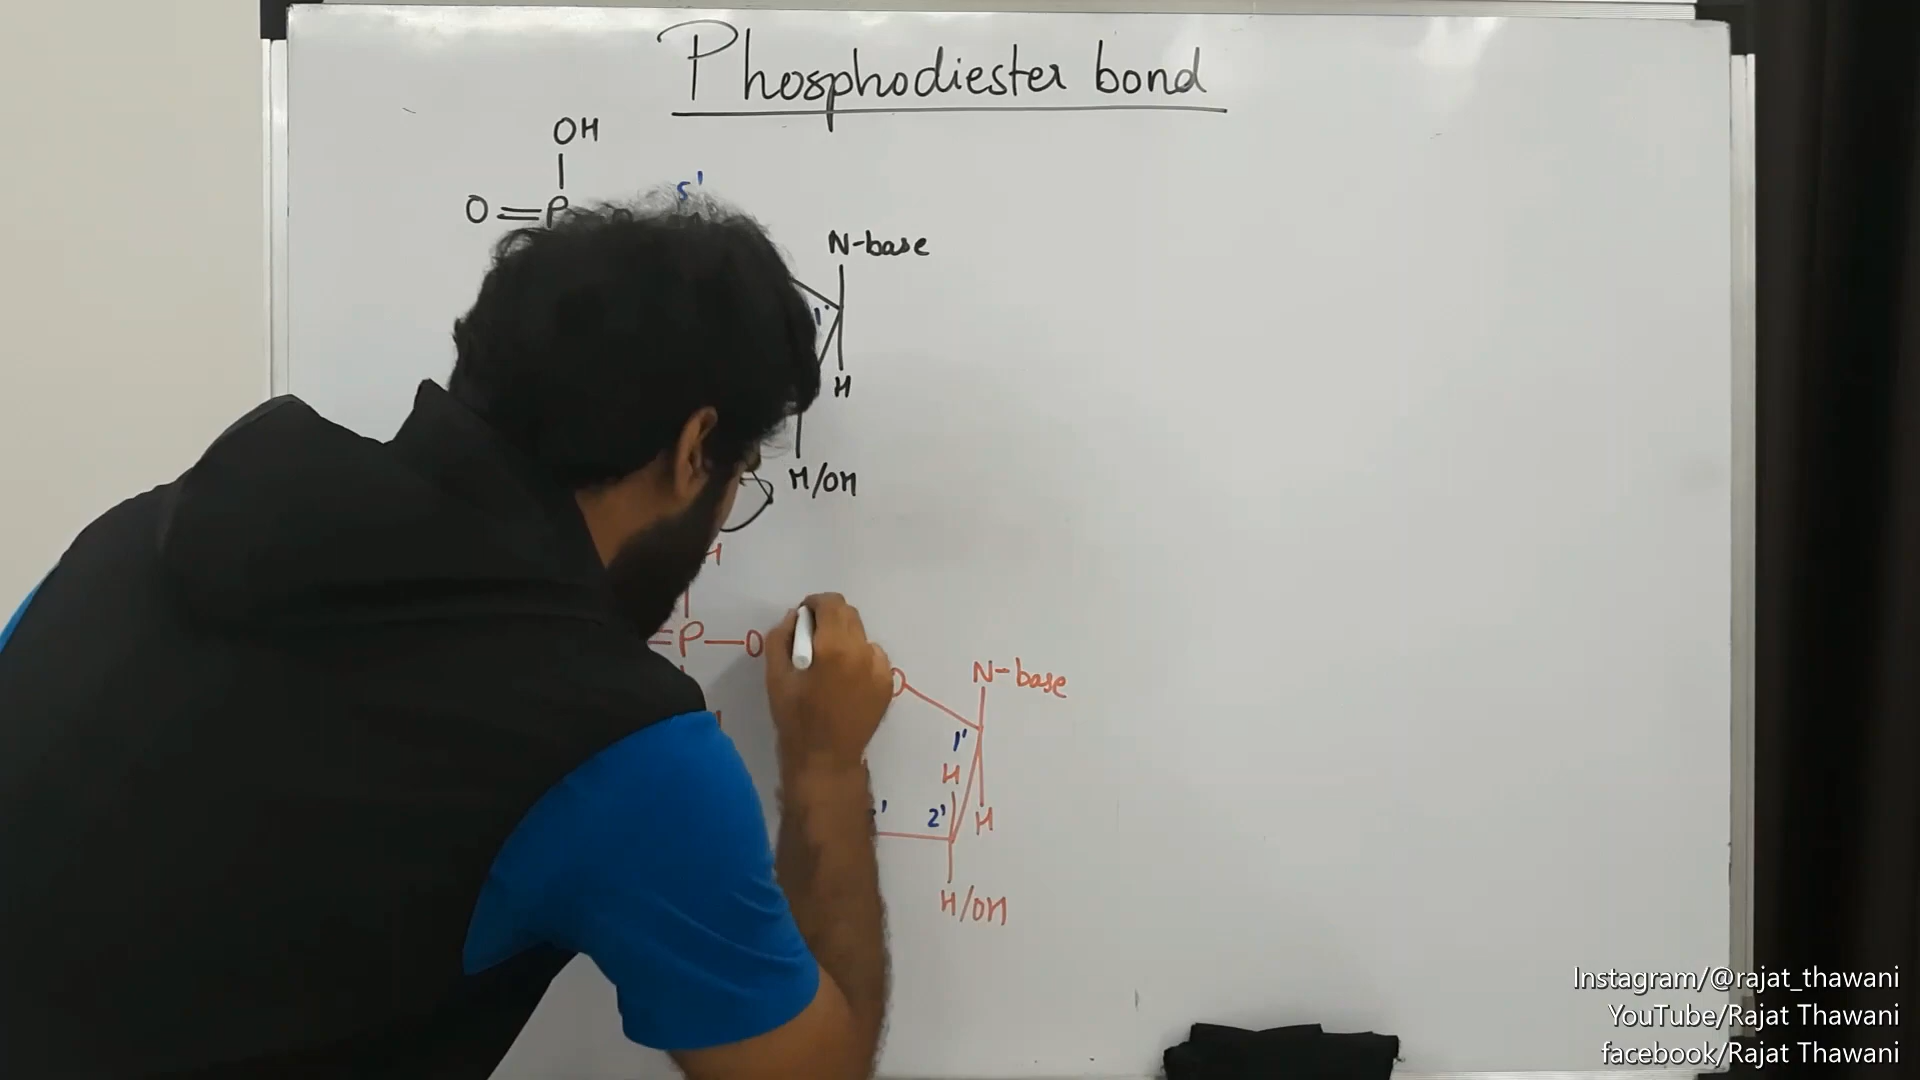 Phosphodiester bond
OH
5'
O=P
N-base
1'
H
H/OH
H
=P—O
O
N-base
1'
H
2'
H
H/OH
Instagram/@rajat_thawani
YouTube/Rajat Thawani
facebook/Rajat Thawani